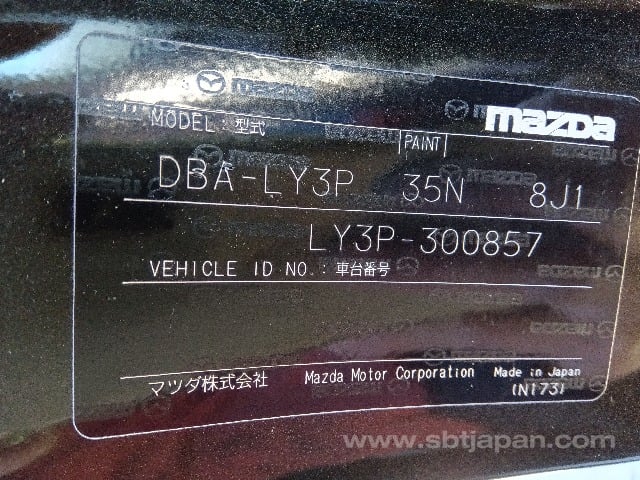 mazda
MODEL : 型式 PAINT
DBA-LY3P 35N 8J1
LY3P-300857
VEHICLE ID NO. : 車台番号
マツダ株式会社 Mazda Motor Corporation Made in Japan
(N173)
www.sbtjapan.com